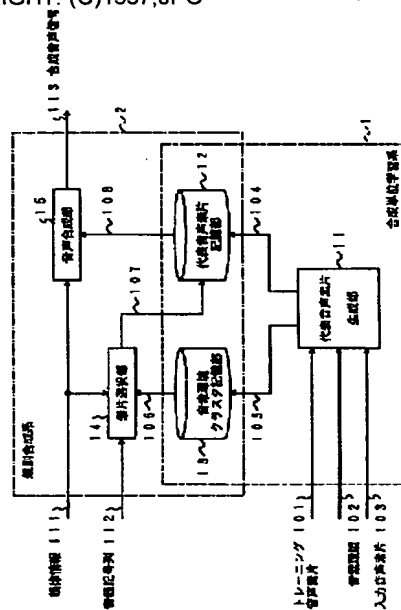 RIGHT: (C)1997,JPO
113 合成音声信号
2
15
音声合成部
108
12
代表音声素片
記憶部
104
1
合成単位学習系
規則合成系
107
14
素片選択部
106
13
音韻環境
クラスタ記憶部
105
11
代表音声素片
生成部
韻律情報 111
音韻記号列 112
トレーニング 101
音声素片
音韻環境 102
入力音声素片 103